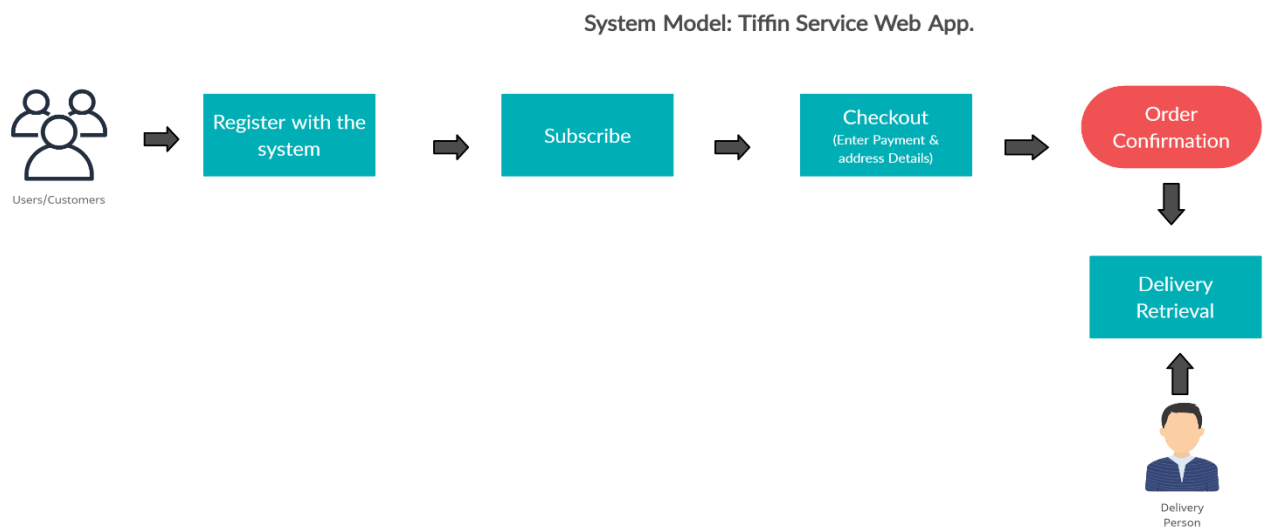 System Model: Tiffin Service Web App.
Users/Customers
Register with the
system
Subscribe
Checkout
(Enter Payment &
address Details)
Order
Confirmation
Delivery
Retrieval
Delivery
Person